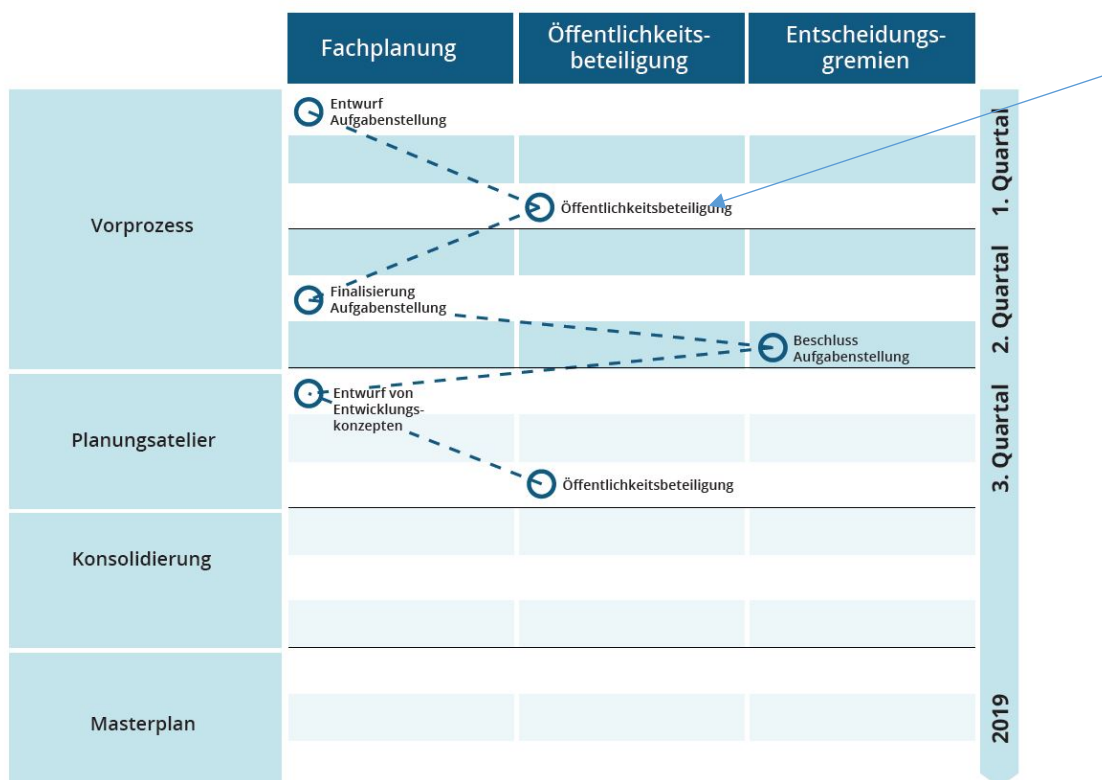 Fachplanung
Öffentlichkeits-
beteiligung
Entscheidungs-
gremien
Vorprozess
Entwurf
Aufgabenstellung
Öffentlichkeitsbeteiligung
1. Quartal
Finalisierung
Aufgabenstellung
Beschluss
Aufgabenstellung
2. Quartal
Planungsatelier
Entwurf von
Entwicklungs-
konzepten
Öffentlichkeitsbeteiligung
3. Quartal
Konsolidierung
Masterplan
2019